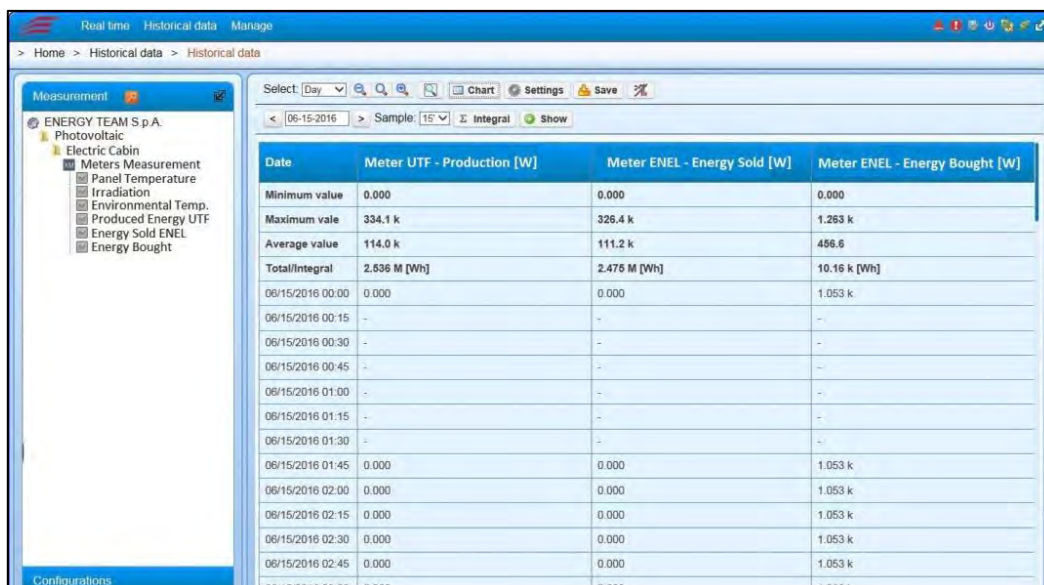 Real time Historical data Manage
> Home > Historical data > Historical data
Measurement
ENERGY TEAM S.p.A.
Photovoltaic
Electric Cabin
Meters Measurement
Panel Temperature
Irradiation
Environmental Temp.
Produced Energy UTF
Energy Sold ENEL
Energy Bought
Configurations
Select: Day Chart Settings Save
< 06-15-2016 > Sample: 15' Σ Integral Show
Date Meter UTF - Production [W] Meter ENEL - Energy Sold [W] Meter ENEL - Energy Bought [W]
Minimum value 0.000 0.000 0.000
Maximum vale 334.1 k 326.4 k 1.263 k
Average value 114.0 k 111.2 k 456.6
Total/Integral 2.536 M [Wh] 2.475 M [Wh] 10.16 k [Wh]
06/15/2016 00:00 0.000 0.000 1.053 k
06/15/2016 00:15 - - -
06/15/2016 00:30 - - -
06/15/2016 00:45 - - -
06/15/2016 01:00 - - -
06/15/2016 01:15 - - -
06/15/2016 01:30 - - -
06/15/2016 01:45 0.000 0.000 1.053 k
06/15/2016 02:00 0.000 0.000 1.053 k
06/15/2016 02:15 0.000 0.000 1.053 k
06/15/2016 02:30 0.000 0.000 1.053 k
06/15/2016 02:45 0.000 0.000 1.053 k